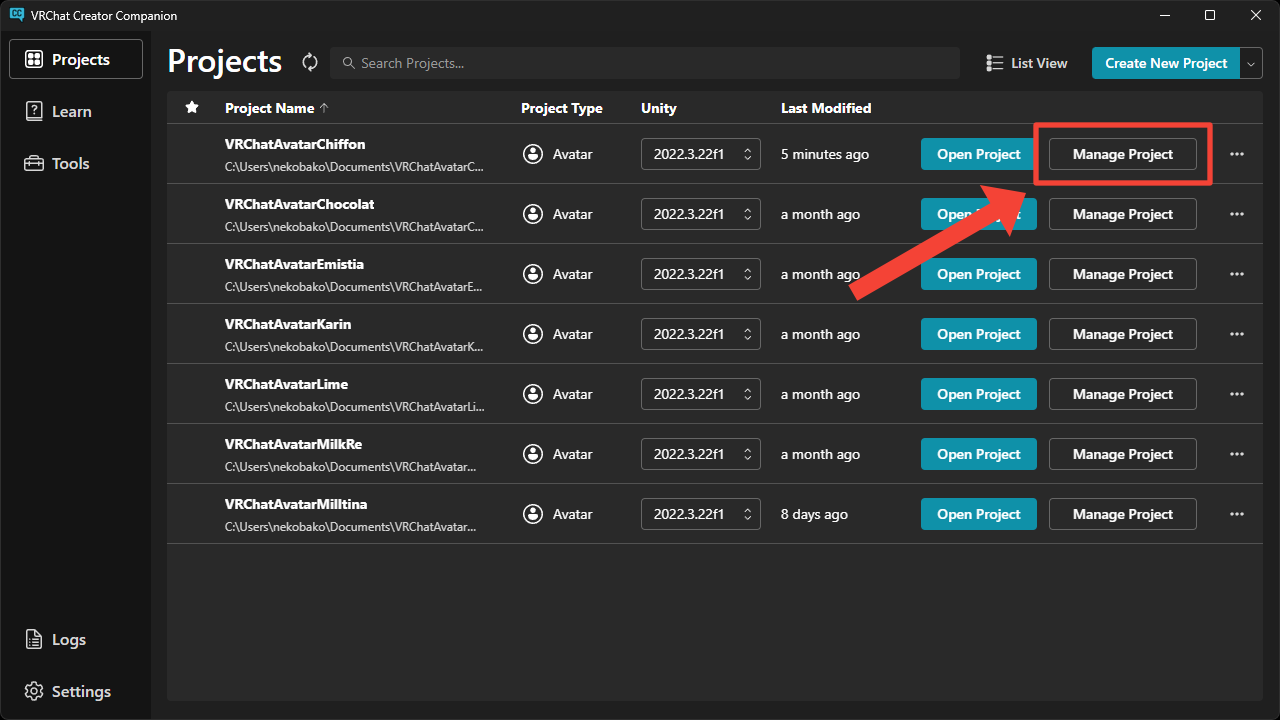 VRChat Creator Companion
Projects
Learn
Tools
Logs
Settings
Projects
Search Projects...
List View
Create New Project
Project Name Project Type Unity Last Modified
VRChatAvatarChiffon
C:\Users\nekobako\Documents\VRChatAvatarC...
Avatar 2022.3.22f1 5 minutes ago Open Project Manage Project
VRChatAvatarChocolat
C:\Users\nekobako\Documents\VRChatAvatarC...
Avatar 2022.3.22f1 a month ago Open Manage Project
VRChatAvatarEmistia
C:\Users\nekobako\Documents\VRChatAvatarE...
Avatar 2022.3.22f1 a month ago Open Project Manage Project
VRChatAvatarKarin
C:\Users\nekobako\Documents\VRChatAvatarK...
Avatar 2022.3.22f1 a month ago Open Project Manage Project
VRChatAvatarLime
C:\Users\nekobako\Documents\VRChatAvatarLi...
Avatar 2022.3.22f1 a month ago Open Project Manage Project
VRChatAvatarMilkRe
C:\Users\nekobako\Documents\VRChatAvatar...
Avatar 2022.3.22f1 a month ago Open Project Manage Project
VRChatAvatarMilltina
C:\Users\nekobako\Documents\VRChatAvatar...
Avatar 2022.3.22f1 8 days ago Open Project Manage Project